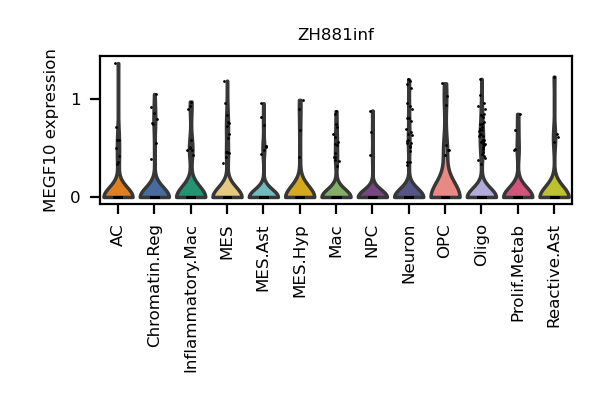 ZH881inf
MEGF10 expression
1
0
AC
Chromatin.Reg
Inflammatory.Mac
MES
MES.Ast
MES.Hyp
Mac
NPC
Neuron
OPC
Oligo
Prolif.Metab
Reactive.Ast